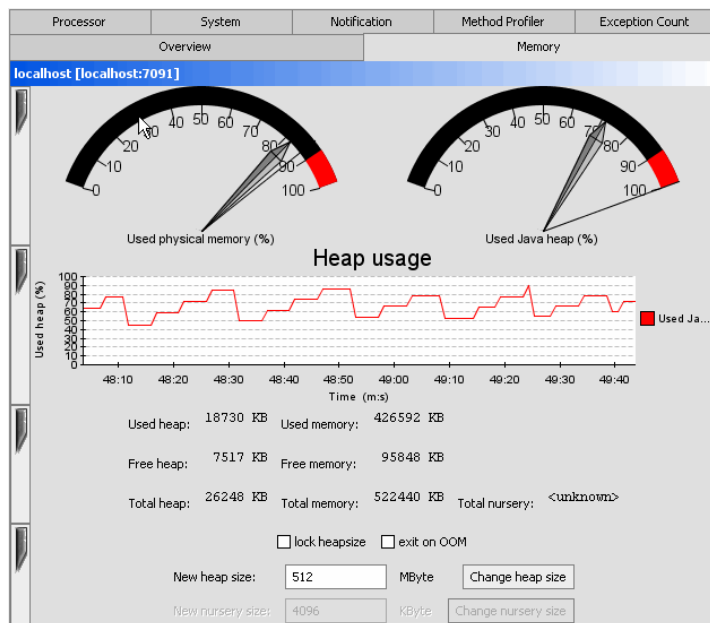 Processor System Notification Method Profiler Exception Count
Overview Memory
localhost [localhost:7091]
0 10 20 30 40 50 60 70 80 90 100
Used physical memory (%)
0 10 20 30 40 50 60 70 80 90 100
Used Java heap (%)
Heap usage
Used heap (%)
100
90
80
70
60
50
40
30
20
10
0
48:10 48:20 48:30 48:40 48:50 49:00 49:10 49:20 49:30 49:40
Time (m:s)
Used Ja...
Used heap: 18730 KB Used memory: 426592 KB
Free heap: 7517 KB Free memory: 95848 KB
Total heap: 26248 KB Total memory: 522440 KB Total nursery: <unknown>
lock heapsize exit on OOM
New heap size: 512 MByte Change heap size
New nursery size: 4096 KByte Change nursery size